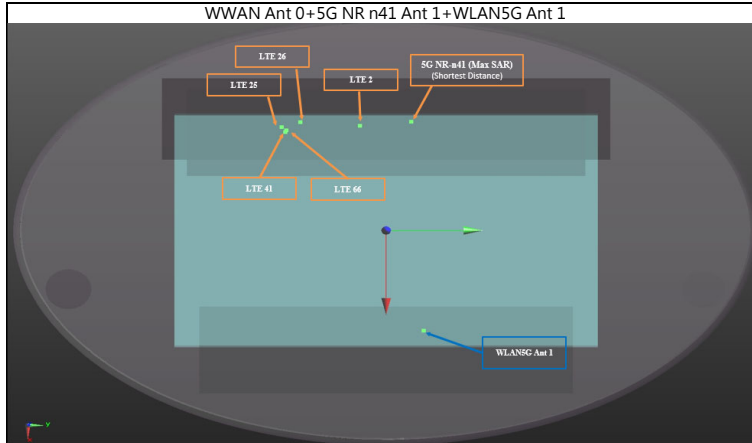 WWAN Ant 0+5G NR n41 Ant 1+WLAN5G Ant 1
LTE 26
5G NR-n41 (Max SAR)
(Shortest Distance)
LTE 25
LTE 2
LTE 41
LTE 66
WLAN5G Ant 1
y